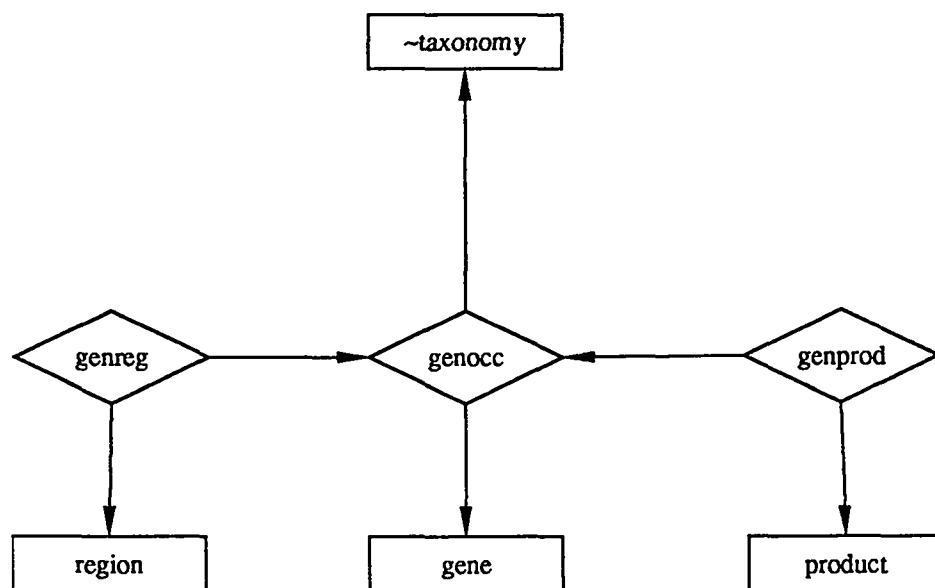 ~taxonomy
genreg
genocc
genprod
region
gene
product